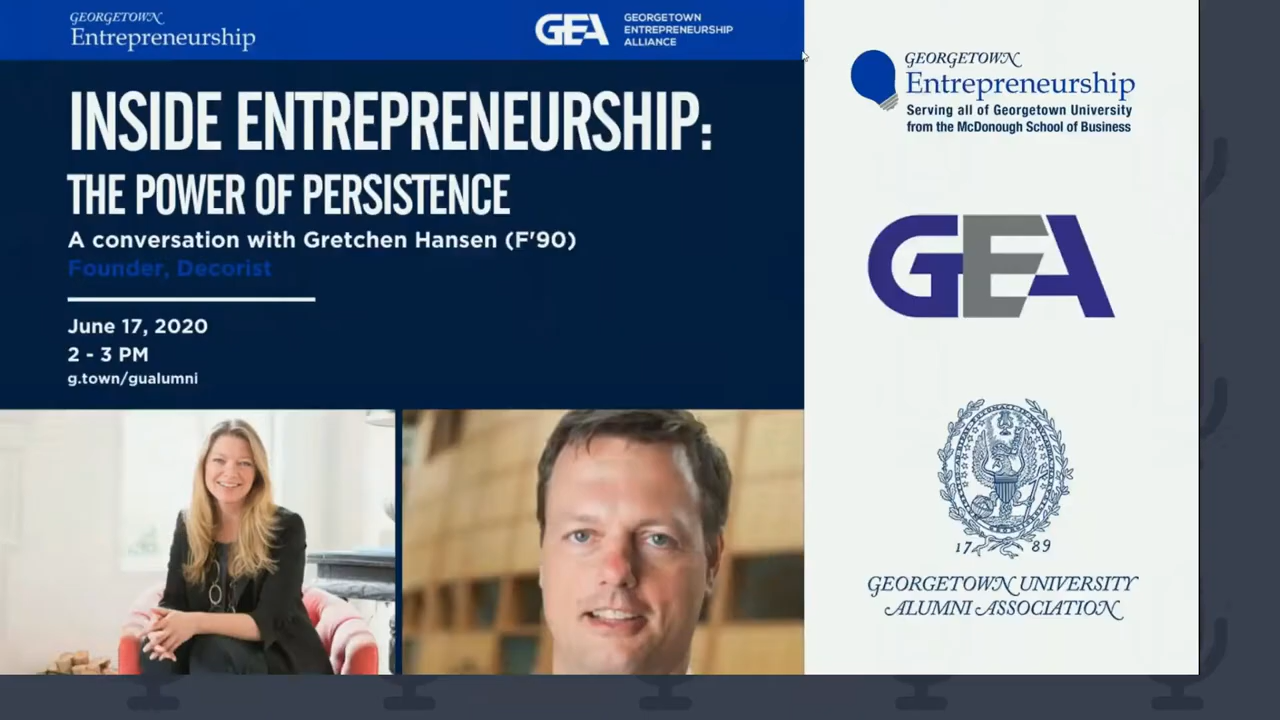 GEORGETOWN
Entrepreneurship
GEA
GEORGETOWN
ENTREPRENEURSHIP
ALLIANCE
INSIDE ENTREPRENEURSHIP:
THE POWER OF PERSISTENCE
A conversation with Gretchen Hansen (F'90)
Founder, Decorist
June 17, 2020
2 - 3 PM
g.town/gualumni
GEORGETOWN
Entrepreneurship
Serving all of Georgetown University
from the McDonough School of Business
GEA
17 89
GEORGETOWN UNIVERSITY
ALUMNI ASSOCIATION